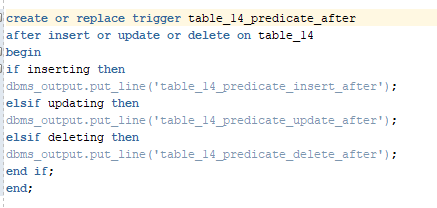 create or replace trigger table_14_predicate_after
after insert or update or delete on table_14
begin
if inserting then
dbms_output.put_line('table_14_predicate_insert_after');
elsif updating then
dbms_output.put_line('table_14_predicate_update_after');
elsif deleting then
dbms_output.put_line('table_14_predicate_delete_after');
end if;
end;